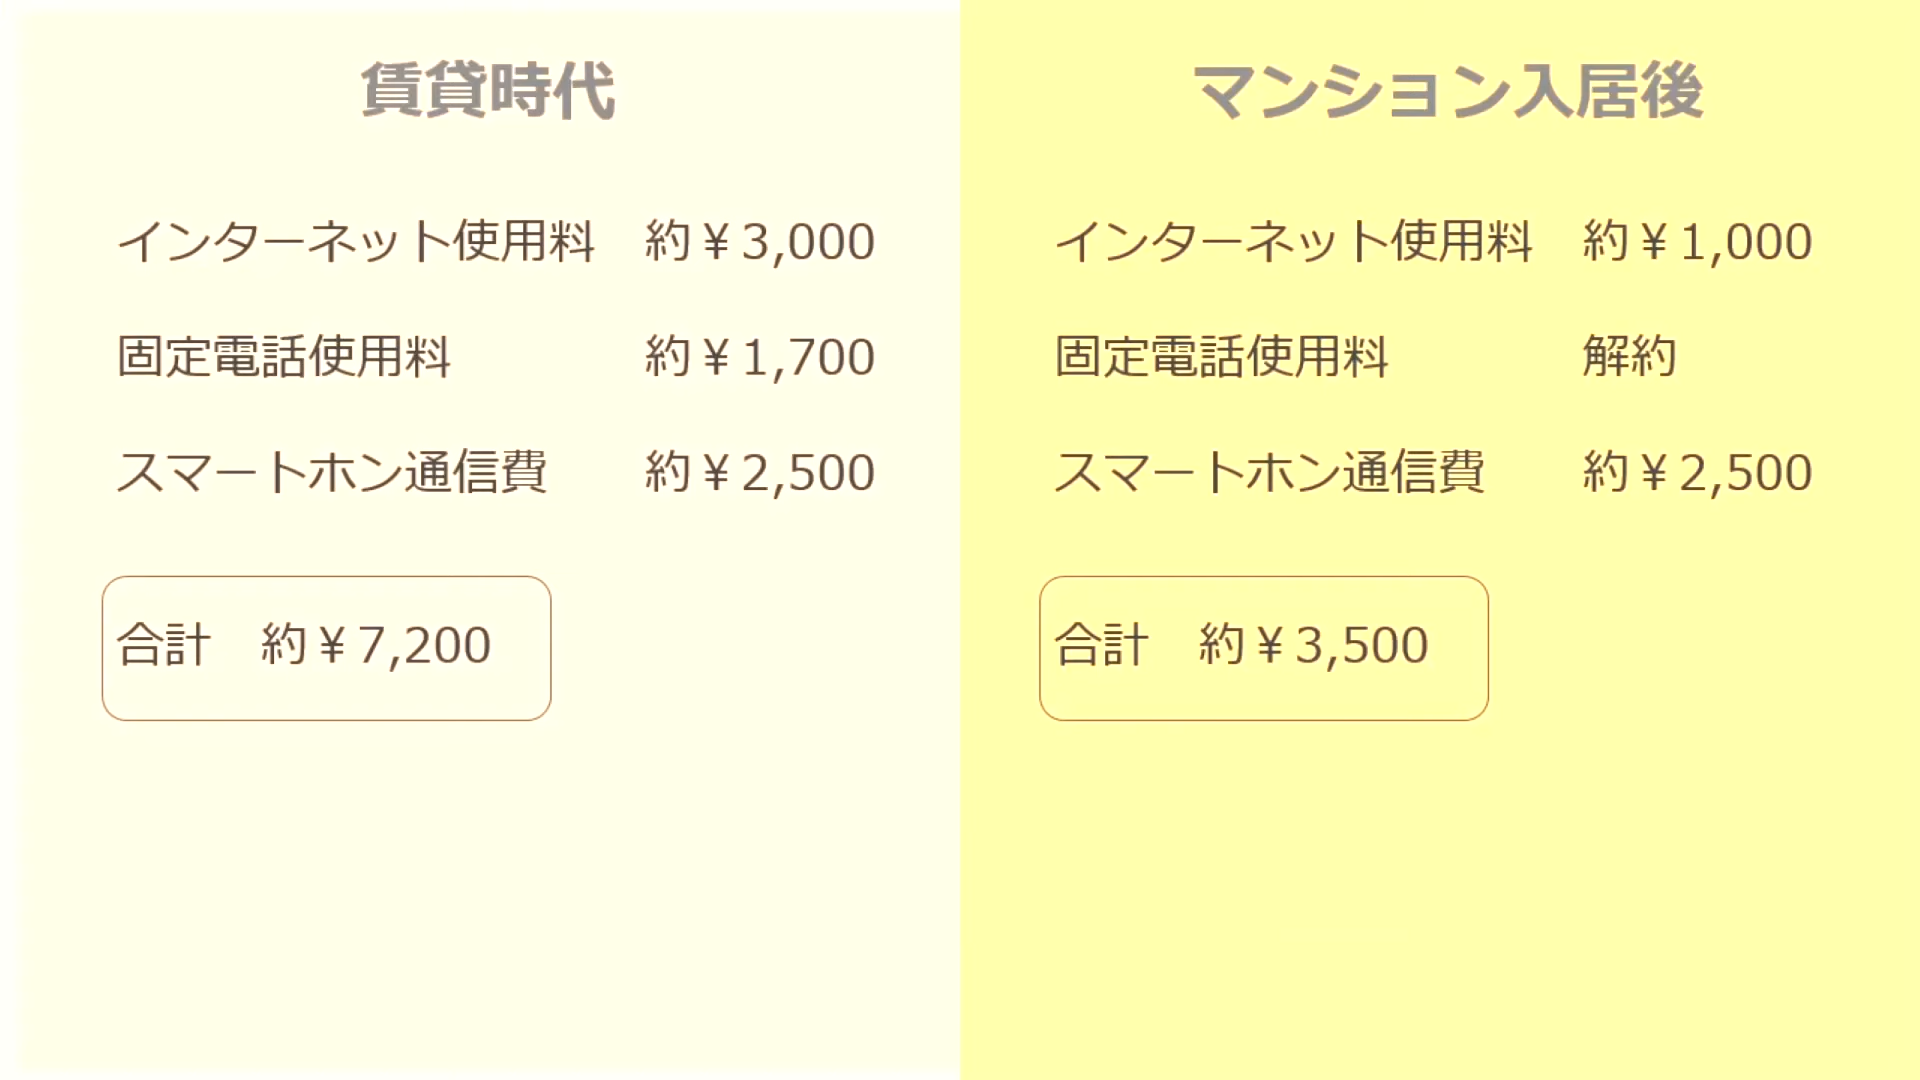 賃貸時代
インターネット使用料　約￥3,000
固定電話使用料　約￥1,700
スマートホン通信費　約￥2,500
合計　約￥7,200
マンション入居後
インターネット使用料　約￥1,000
固定電話使用料　解約
スマートホン通信費　約￥2,500
合計　約￥3,500